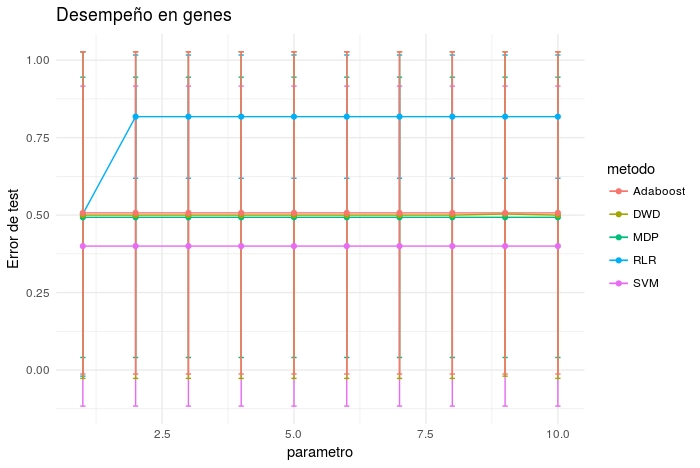 Desempeño en genes
Error de test
1.00
0.75
0.50
0.25
0.00
2.5
5.0
7.5
10.0
parametro
metodo
Adaboost
DWD
MDP
RLR
SVM